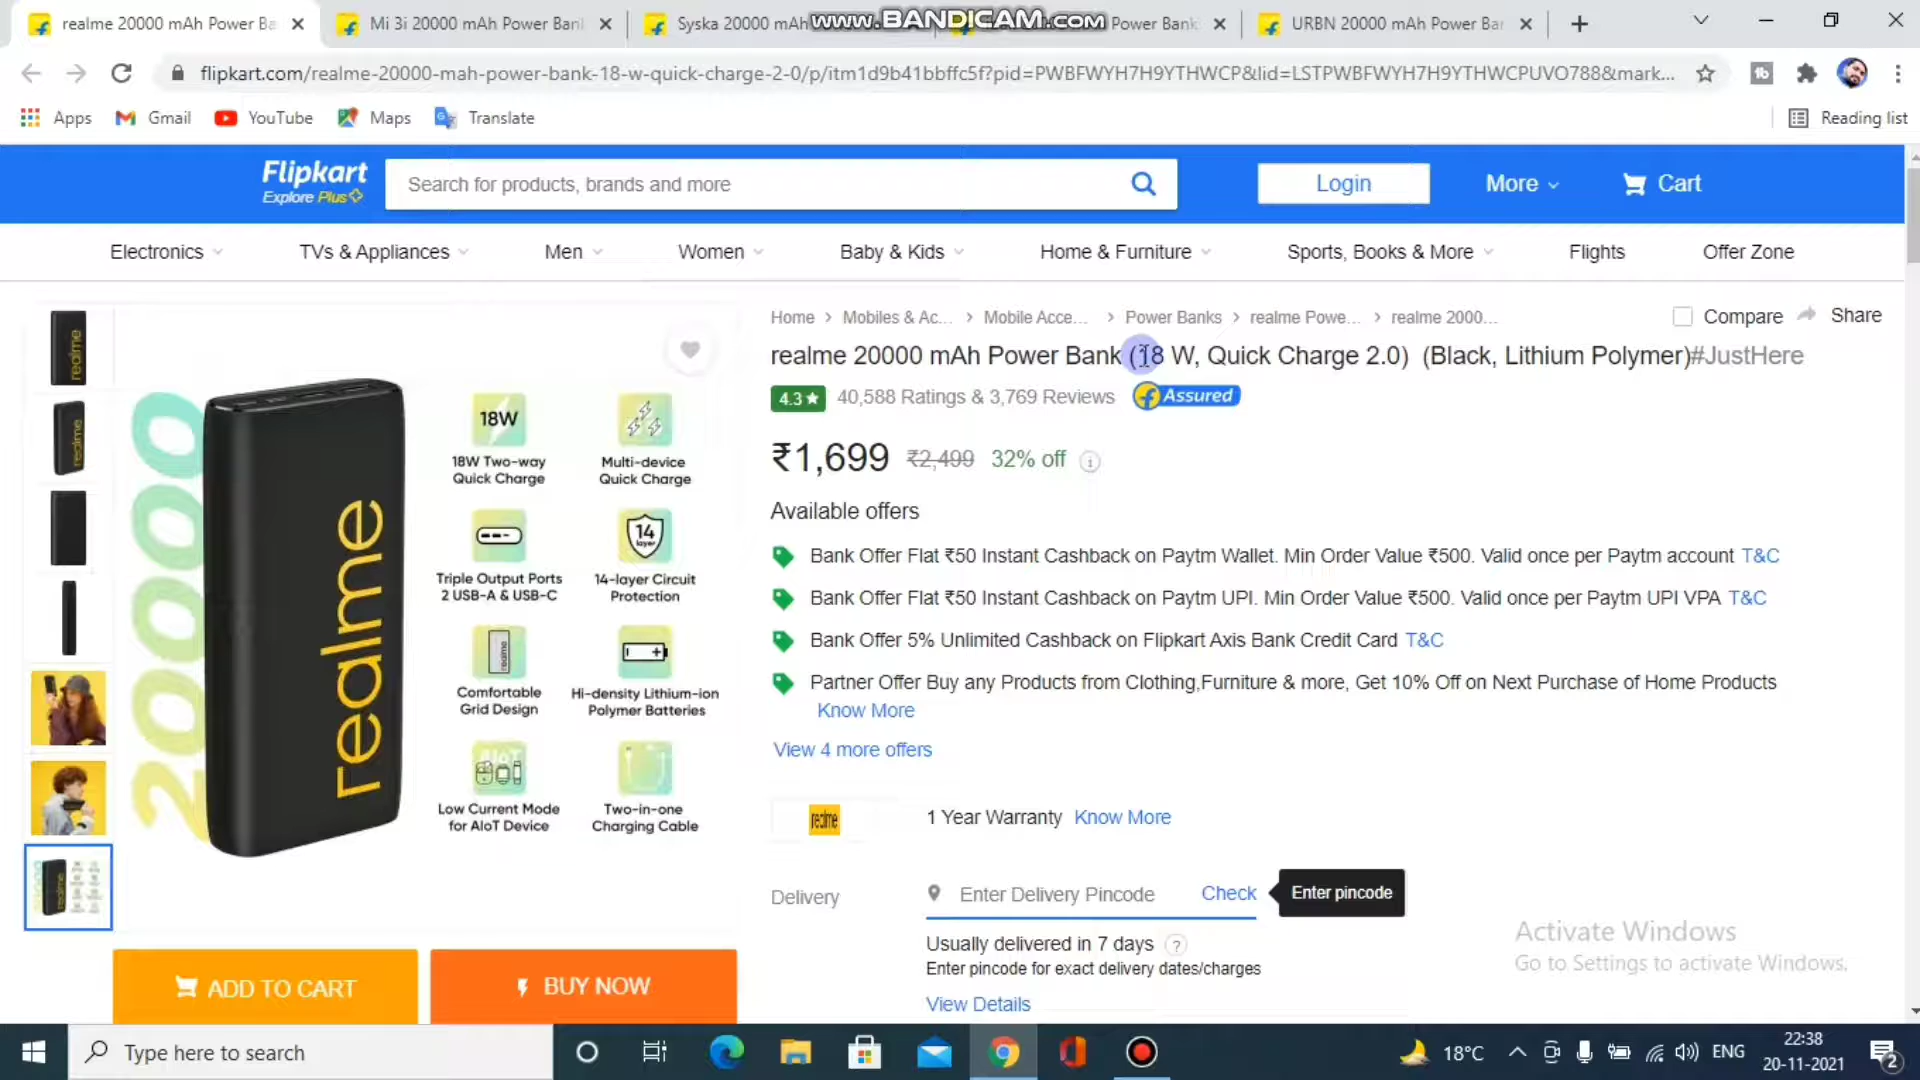 realme 20000 mAh Power Ba
Mi 3i 20000 mAh Power Ban
Syska 20000 mAh
Power Bank
URBN 20000 mAh Power Ban
www.BANDICAM.com
flipkart.com/realme-20000-mah-power-bank-18-w-quick-charge-2-0/p/itm1d9b41bbffc5f?pid=PWBFWYH7H9YTHWCP&lid=LSTPWBFWYH7H9YTHWCPUVO788&mark...
Apps
Gmail
YouTube
Maps
Translate
Reading list
Flipkart
Explore Plus
Search for products, brands and more
Login
More
Cart
Electronics
TVs & Appliances
Men
Women
Baby & Kids
Home & Furniture
Sports, Books & More
Flights
Offer Zone
Home > Mobiles & Ac... > Mobile Acce... > Power Banks > realme Powe... > realme 2000...
Compare
Share
realme 20000 mAh Power Bank (18 W, Quick Charge 2.0) (Black, Lithium Polymer)#JustHere
4.3★ 40,588 Ratings & 3,769 Reviews Assured
₹1,699 ₹2,499 32% off
Available offers
Bank Offer Flat ₹50 Instant Cashback on Paytm Wallet. Min Order Value ₹500. Valid once per Paytm account T&C
Bank Offer Flat ₹50 Instant Cashback on Paytm UPI. Min Order Value ₹500. Valid once per Paytm UPI VPA T&C
Bank Offer 5% Unlimited Cashback on Flipkart Axis Bank Credit Card T&C
Partner Offer Buy any Products from Clothing,Furniture & more, Get 10% Off on Next Purchase of Home Products
Know More
View 4 more offers
realme
1 Year Warranty Know More
Delivery
Enter Delivery Pincode
Check
Enter pincode
Usually delivered in 7 days ?
Enter pincode for exact delivery dates/charges
View Details
20000
realme
18W
18W Two-way
Quick Charge
Multi-device
Quick Charge
Triple Output Ports
2 USB-A & USB-C
14
layer
14-layer Circuit
Protection
realme
Comfortable
Grid Design
Hi-density Lithium-ion
Polymer Batteries
AIoT
Low Current Mode
for AIoT Device
Two-in-one
Charging Cable
realme
realme
ADD TO CART
BUY NOW
Activate Windows
Go to Settings to activate Windows.
Type here to search
18°C
ENG
22:38
20-11-2021
2